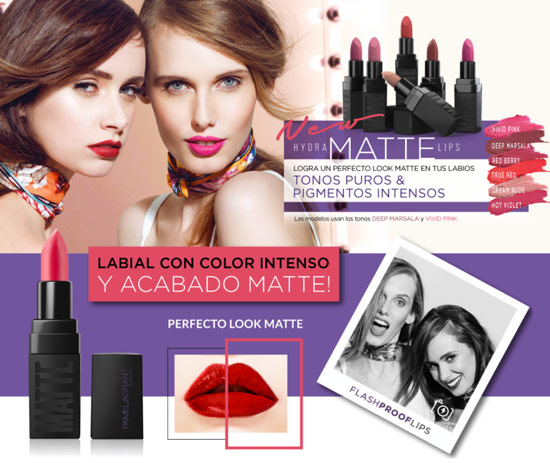 New
HYDRA MATTE LIPS
LOGRA UN PERFECTO LOOK MATTE EN TUS LABIOS
TONOS PUROS &
PIGMENTOS INTENSOS
Las modelos usan los tonos DEEP MARSALA y VIVID PINK
VIVID PINK
DEEP MARSALA
RED BERRY
TRUE RED
CREAM NUDE
HOT VIOLET
LABIAL CON COLOR INTENSO
Y ACABADO MATTE!
PERFECTO LOOK MATTE
MATTE
PAMELA GRANT
FLASHPROOFLIPS